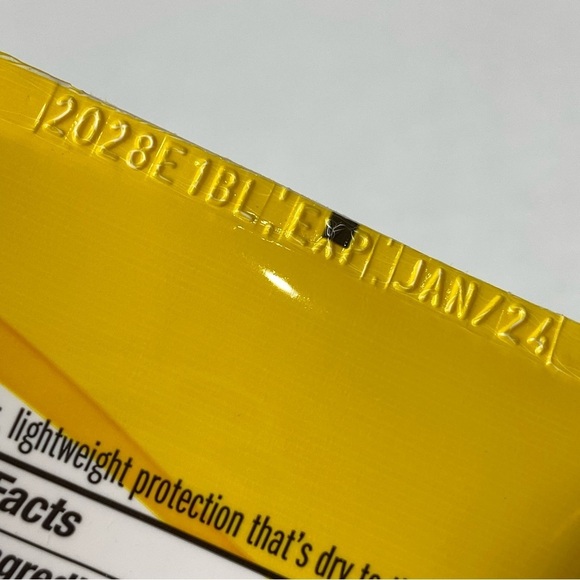 2028E1BL EXP. JAN/24
lightweight protection that's dry to
Facts